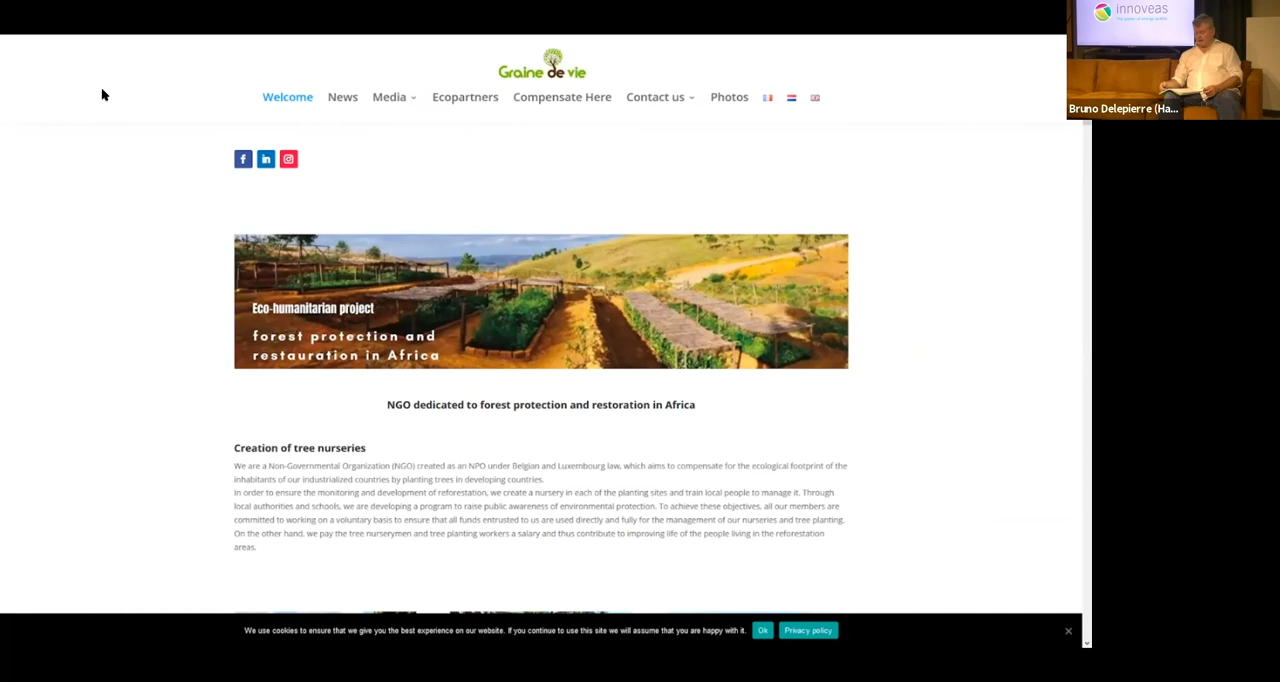 innoveas
Bruno Delepierre (Ha...
Graine de vie
Welcome News Media Ecopartners Compensate Here Contact us Photos
f in
Eco-humanitarian project
forest protection and
restauration in Africa
NGO dedicated to forest protection and restoration in Africa
Creation of tree nurseries
We are a Non-Governmental Organization (NGO) created as an NPO under Belgian and Luxembourg law, which aims to compensate for the ecological footprint of the
inhabitants of our industrialized countries by planting trees in developing countries.
In order to ensure the monitoring and development of reforestation, we create a nursery in each of the planting sites and train local people to manage it. Through
local authorities and schools, we are developing a program to raise public awareness of environmental protection. To achieve these objectives, all our members are
committed to working on a voluntary basis to ensure that all funds entrusted to us are used directly and fully for the management of our nurseries and tree planting.
On the other hand, we pay the tree nurserymen and tree planting workers a salary and thus contribute to improving life of the people living in the reforestation
areas.
We use cookies to ensure that we give you the best experience on our website. If you continue to use this site we will assume that you are happy with it. Ok Privacy policy